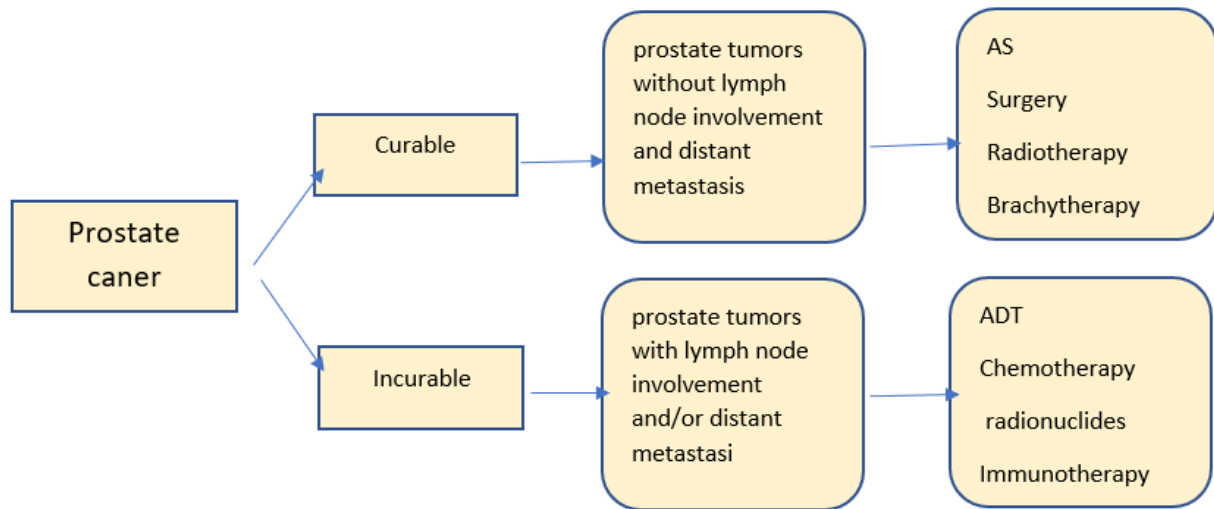 Prostate
caner
Curable
prostate tumors
without lymph
node involvement
and distant
metastasis
AS
Surgery
Radiotherapy
Brachytherapy
Incurable
prostate tumors
with lymph node
involvement
and/or distant
metastasi
ADT
Chemotherapy
radionuclides
Immunotherapy